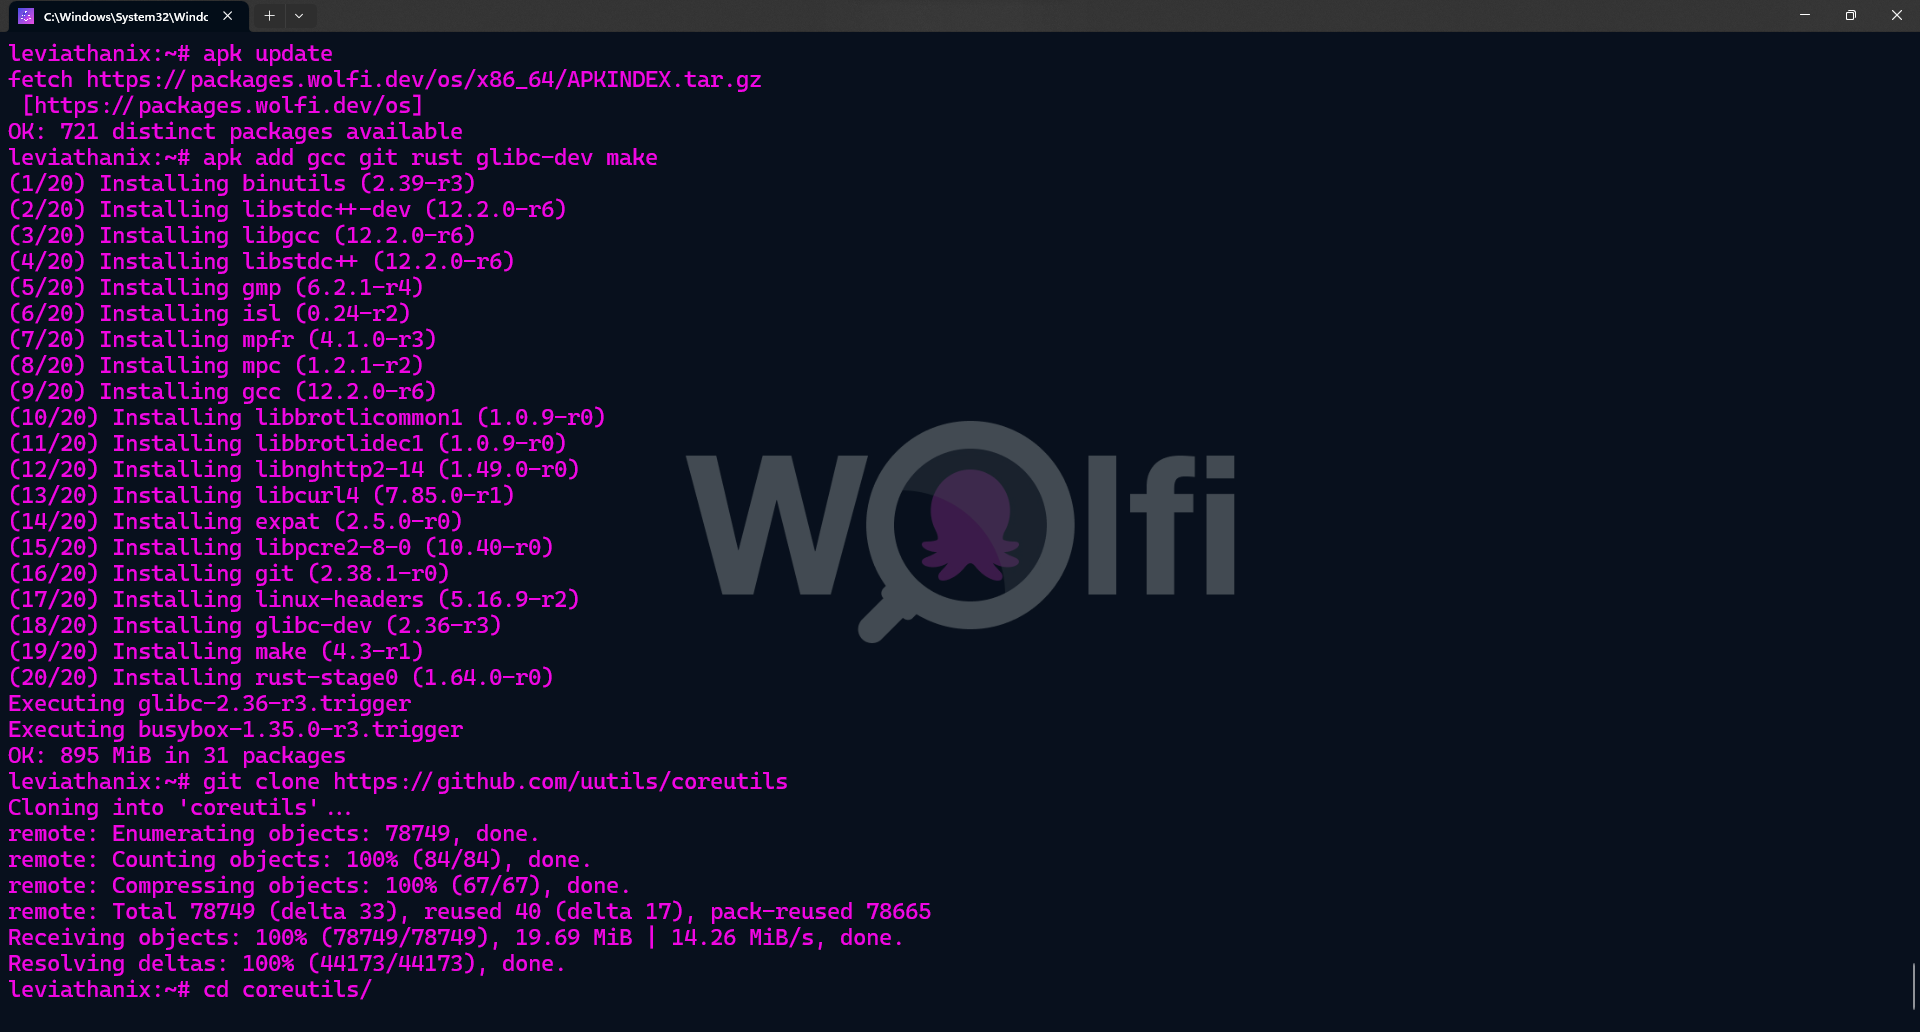 C:\Windows\System32\Windc
leviathanix:~# apk update
fetch https://packages.wolfi.dev/os/x86_64/APKINDEX.tar.gz
 [https://packages.wolfi.dev/os]
OK: 721 distinct packages available
leviathanix:~# apk add gcc git rust glibc-dev make
(1/20) Installing binutils (2.39-r3)
(2/20) Installing libstdc++-dev (12.2.0-r6)
(3/20) Installing libgcc (12.2.0-r6)
(4/20) Installing libstdc++ (12.2.0-r6)
(5/20) Installing gmp (6.2.1-r4)
(6/20) Installing isl (0.24-r2)
(7/20) Installing mpfr (4.1.0-r3)
(8/20) Installing mpc (1.2.1-r2)
(9/20) Installing gcc (12.2.0-r6)
(10/20) Installing libbrotlicommon1 (1.0.9-r0)
(11/20) Installing libbrotlidec1 (1.0.9-r0)
(12/20) Installing libnghttp2-14 (1.49.0-r0)
(13/20) Installing libcurl4 (7.85.0-r1)
(14/20) Installing expat (2.5.0-r0)
(15/20) Installing libpcre2-8-0 (10.40-r0)
(16/20) Installing git (2.38.1-r0)
(17/20) Installing linux-headers (5.16.9-r2)
(18/20) Installing glibc-dev (2.36-r3)
(19/20) Installing make (4.3-r1)
(20/20) Installing rust-stage0 (1.64.0-r0)
Executing glibc-2.36-r3.trigger
Executing busybox-1.35.0-r3.trigger
OK: 895 MiB in 31 packages
leviathanix:~# git clone https://github.com/uutils/coreutils
Cloning into 'coreutils'...
remote: Enumerating objects: 78749, done.
remote: Counting objects: 100% (84/84), done.
remote: Compressing objects: 100% (67/67), done.
remote: Total 78749 (delta 33), reused 40 (delta 17), pack-reused 78665
Receiving objects: 100% (78749/78749), 19.69 MiB | 14.26 MiB/s, done.
Resolving deltas: 100% (44173/44173), done.
leviathanix:~# cd coreutils/
Wolfi